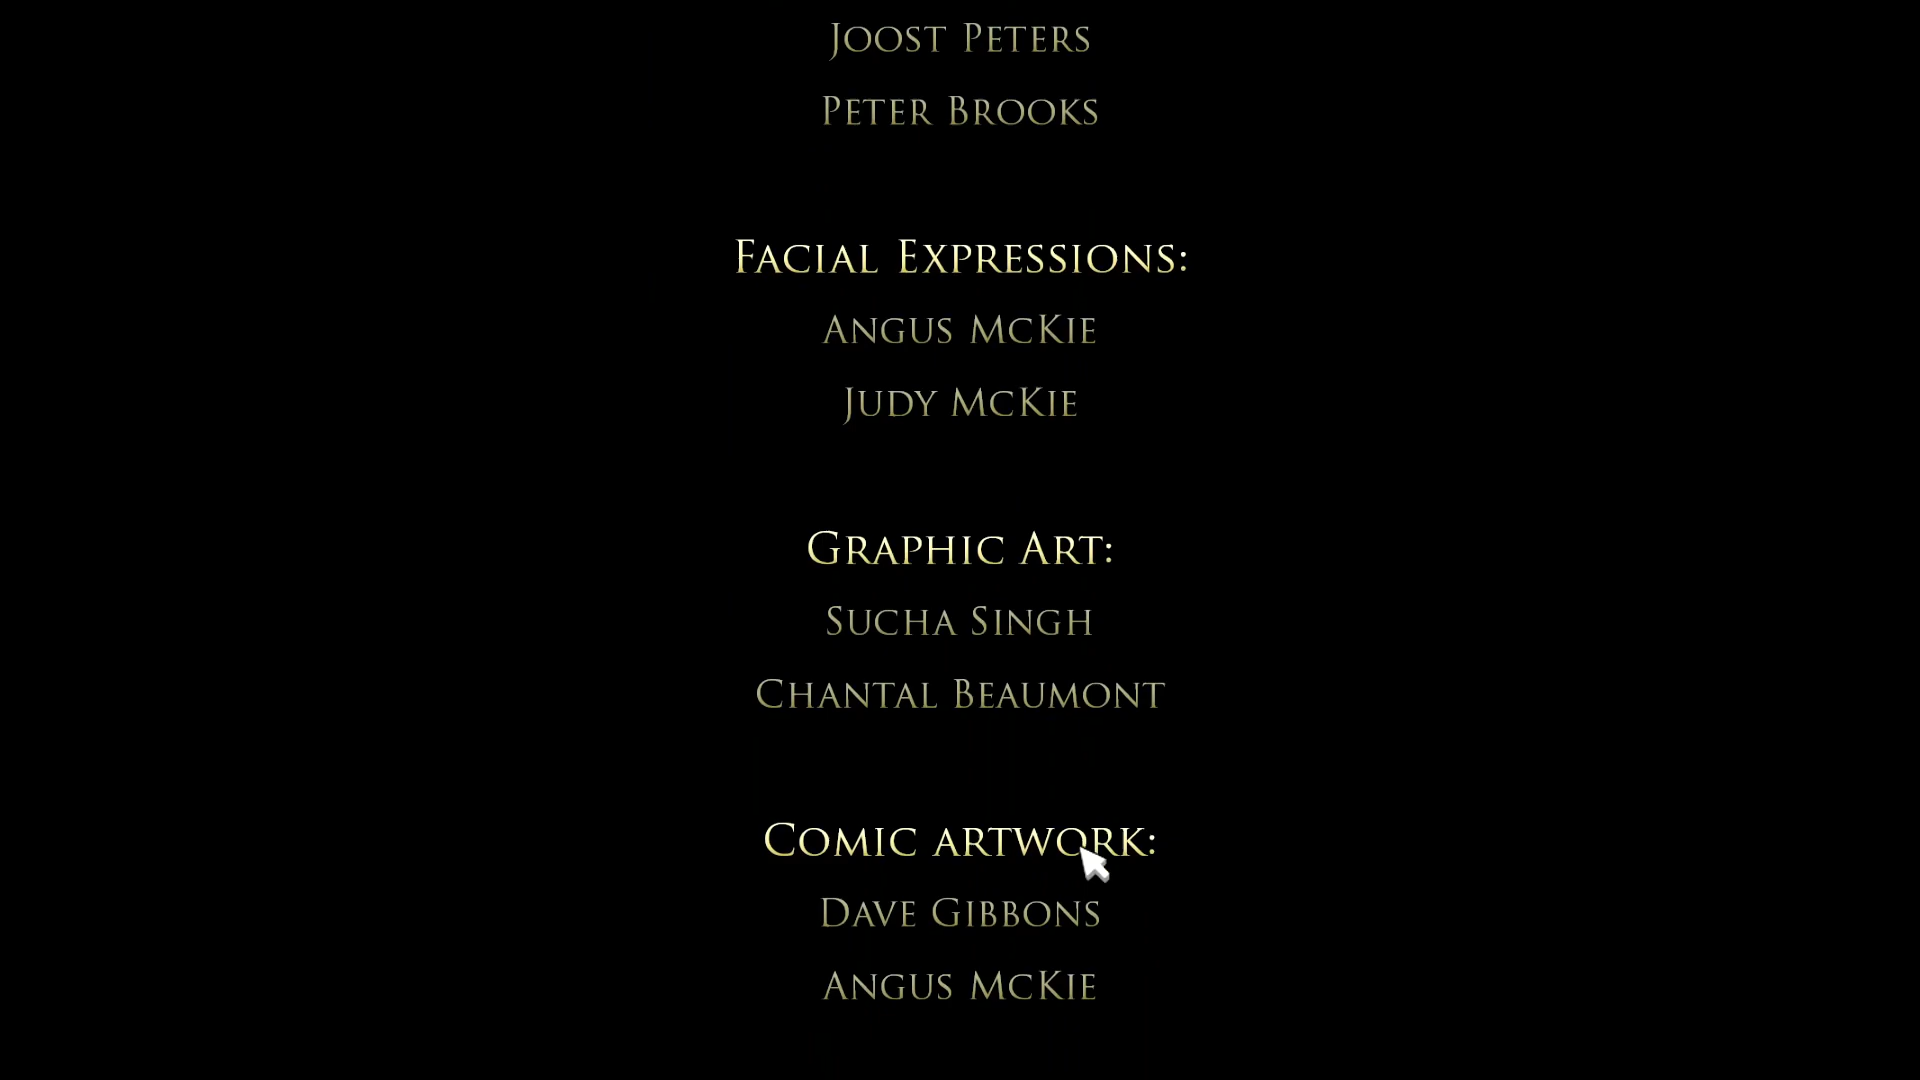 Joost Peters
Peter Brooks
Facial Expressions:
Angus McKie
Judy McKie
Graphic Art:
Sucha Singh
Chantal Beaumont
Comic artwork:
Dave Gibbons
Angus McKie